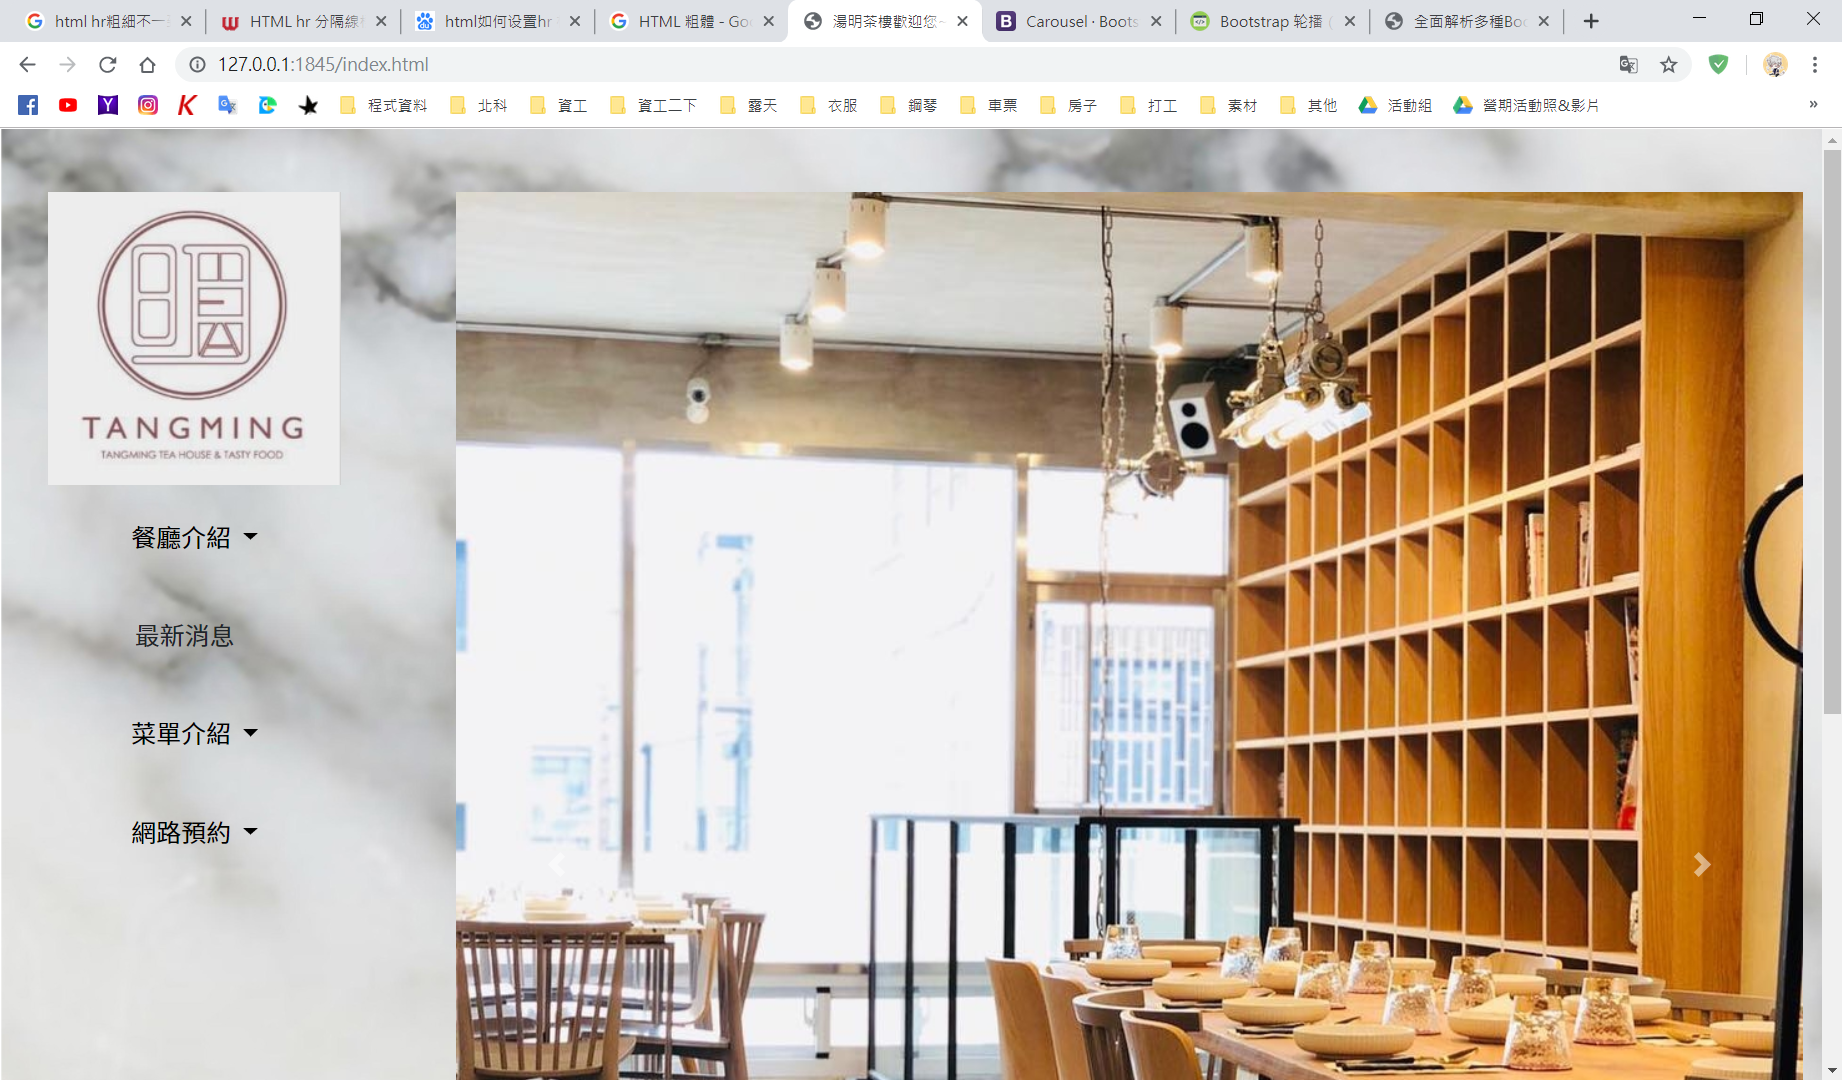 html hr粗細不一
HTML hr 分隔線
html如何设置hr
HTML 粗體 - Goo
湯明茶樓歡迎您~
Carousel · Boots
Bootstrap 轮播（
全面解析多種Boo
127.0.0.1:1845/index.html
程式資料
北科
資工
資工二下
露天
衣服
鋼琴
車票
房子
打工
素材
其他
活動組
營期活動照&影片
»
TANGMING
TANGMING TEA HOUSE & TASTY FOOD
餐廳介紹
最新消息
菜單介紹
網路預約